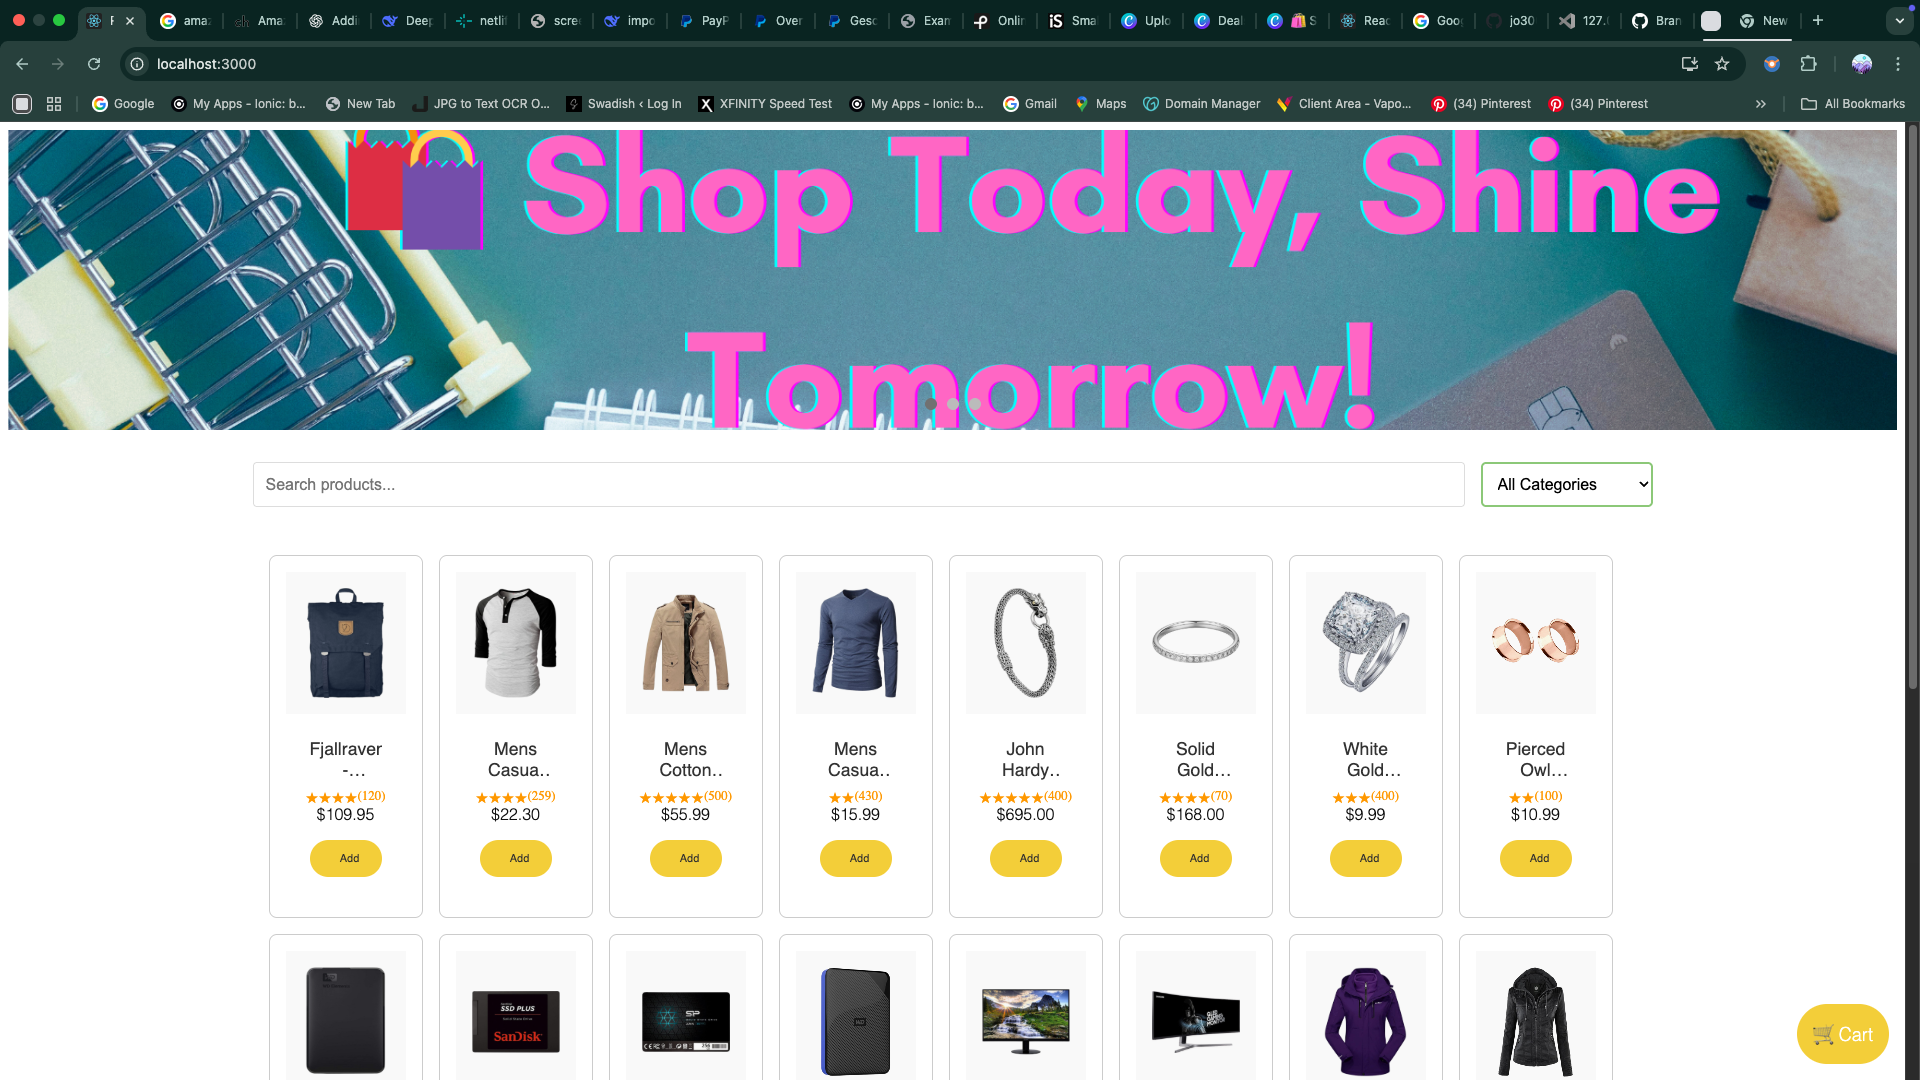 F
ama
Ama
Addi
Deep
netli
scre
impo
PayP
Over
Gesc
Exam
Onlin
Sma
Uplo
Deal
S
Reac
Goo
jo30
127.
Bran
New
localhost:3000
Google
My Apps - Ionic: b...
New Tab
JPG to Text OCR O...
Swadish ‹ Log In
XFINITY Speed Test
My Apps - Ionic: b...
Gmail
Maps
Domain Manager
Client Area - Vapo...
(34) Pinterest
(34) Pinterest
All Bookmarks
Shop Today, Shine
Tomorrow!
Search products...
All Categories
Fjallraver
-…
★★★★(120)
$109.95
Add
Mens
Casua..
★★★★(259)
$22.30
Add
Mens
Cotton..
★★★★★(500)
$55.99
Add
Mens
Casua..
★★(430)
$15.99
Add
John
Hardy..
★★★★★(400)
$695.00
Add
Solid
Gold…
★★★★(70)
$168.00
Add
White
Gold…
★★★(400)
$9.99
Add
Pierced
Owl…
★★(100)
$10.99
Add
SSD PLUS
SanDisk
SP
Cart